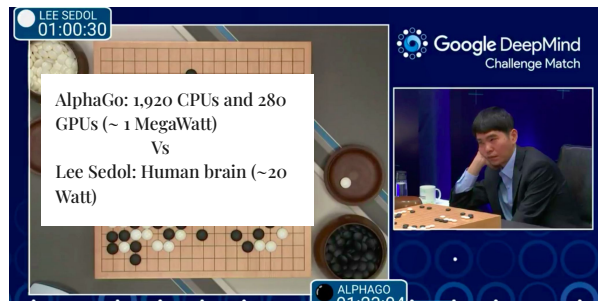 LEE SEDOL
01:00:30
Google DeepMind
Challenge Match
AlphaGo: 1,920 CPUs and 280
GPUs (~ 1 MegaWatt)
Vs
Lee Sedol: Human brain (~20
Watt)
ALPHAGO